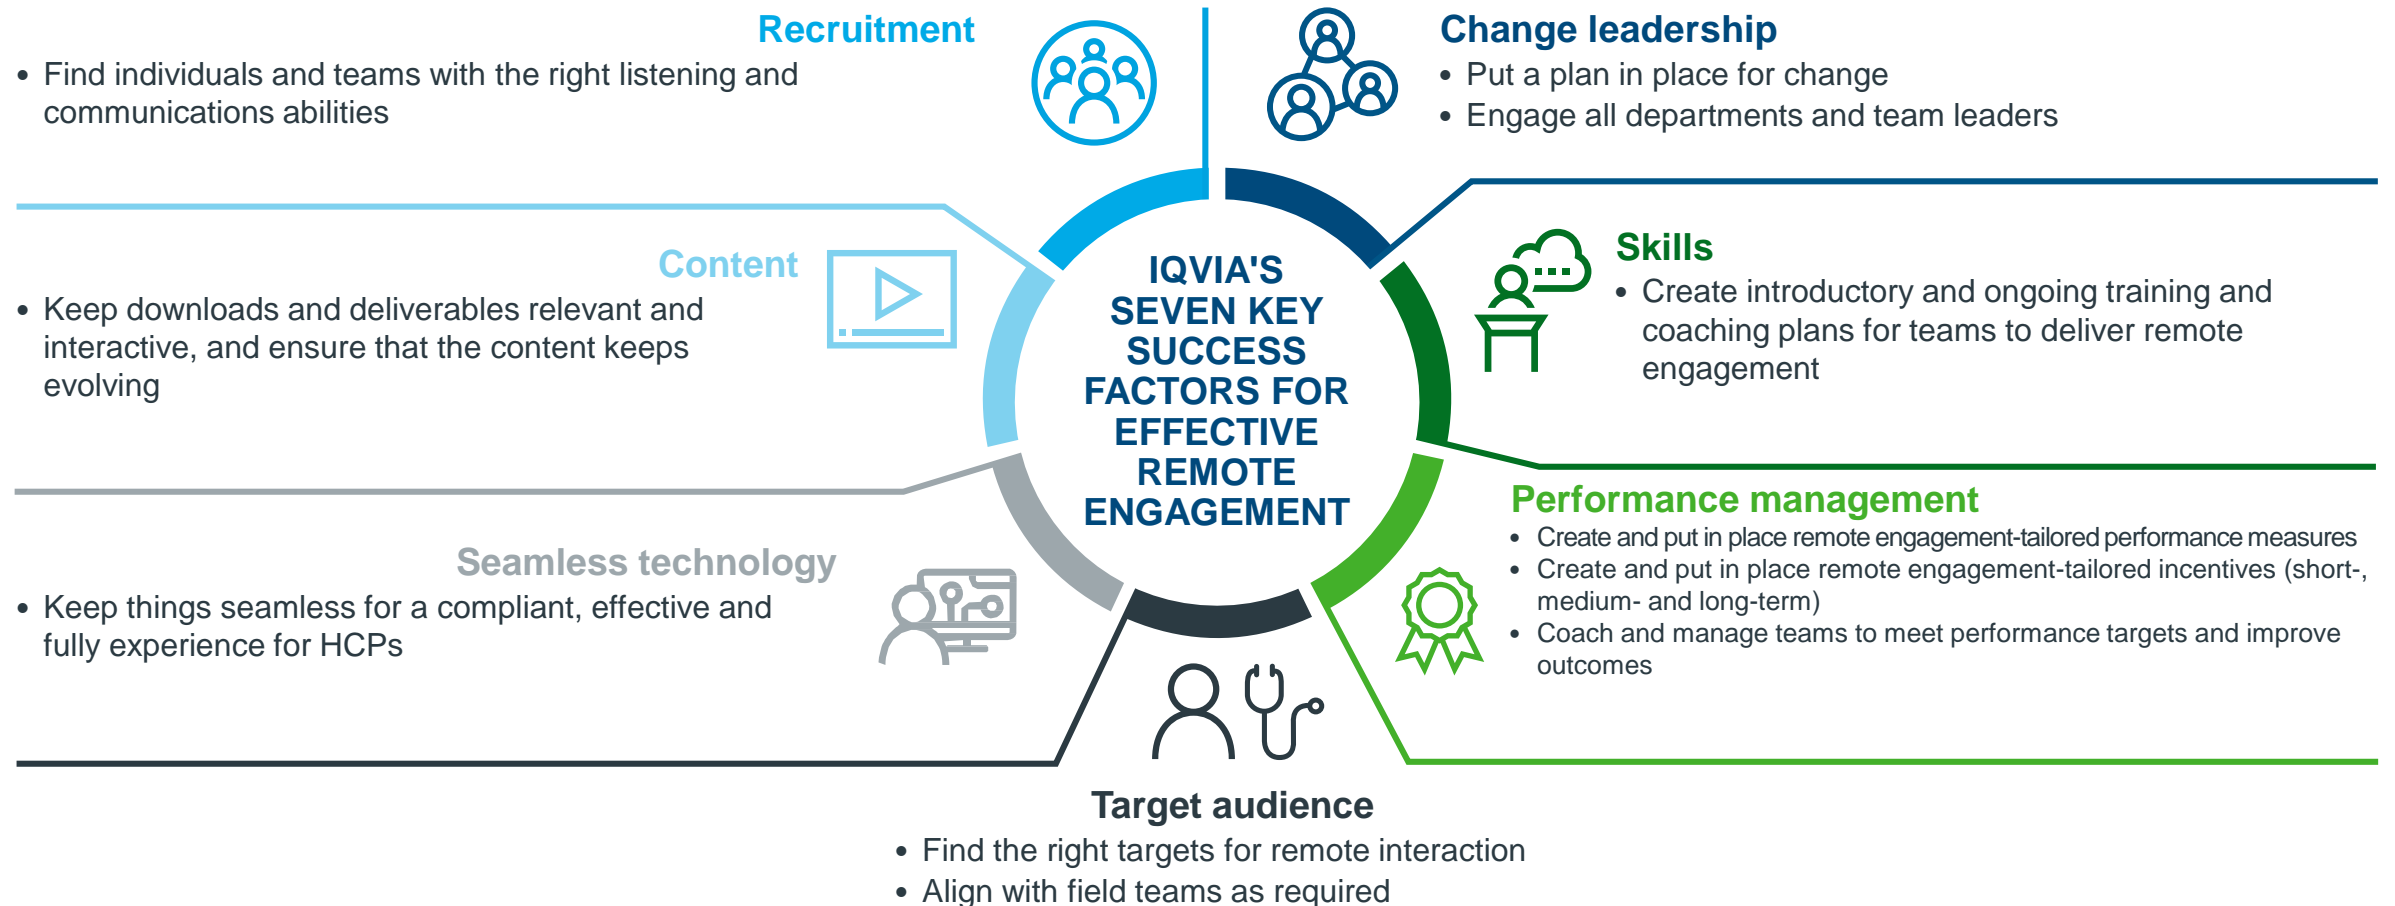 Recruitment
• Find individuals and teams with the right listening and
communications abilities
Change leadership
• Put a plan in place for change
• Engage all departments and team leaders
Content
• Keep downloads and deliverables relevant and
interactive, and ensure that the content keeps
evolving
IQVIA'S
SEVEN KEY
SUCCESS
FACTORS FOR
EFFECTIVE
REMOTE
ENGAGEMENT
Skills
• Create introductory and ongoing training and
coaching plans for teams to deliver remote
engagement
Seamless technology
• Keep things seamless for a compliant, effective and
fully experience for HCPs
Performance management
• Create and put in place remote engagement-tailored performance measures
• Create and put in place remote engagement-tailored incentives (short-,
medium- and long-term)
• Coach and manage teams to meet performance targets and improve
outcomes
Target audience
• Find the right targets for remote interaction
• Align with field teams as required